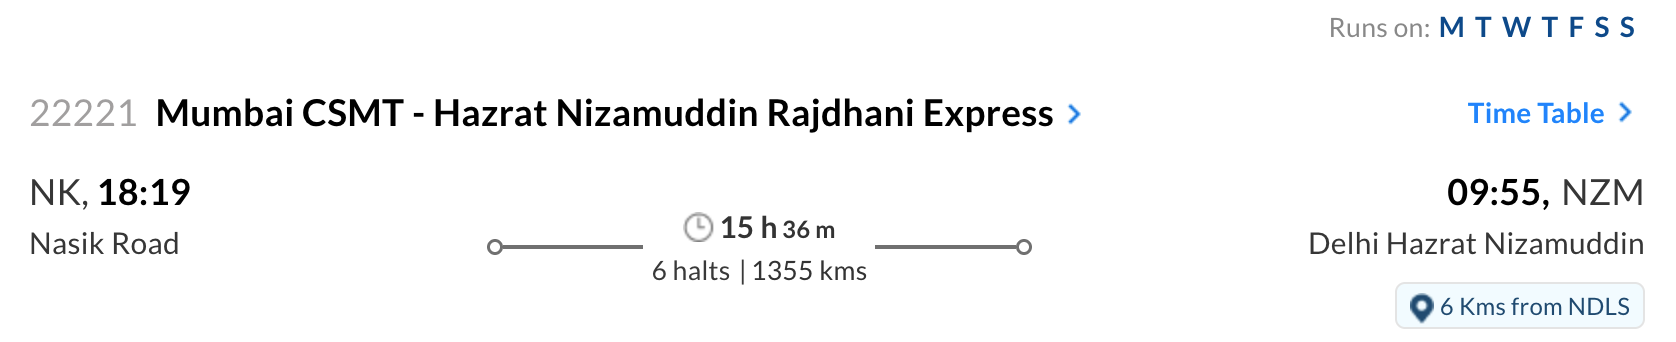 Runs on: M T W T F S S
22221 Mumbai CSMT - Hazrat Nizamuddin Rajdhani Express
Time Table
NK, 18:19
15 h 36 m
6 halts | 1355 kms
09:55, NZM
Nasik Road
Delhi Hazrat Nizamuddin
6 Kms from NDLS